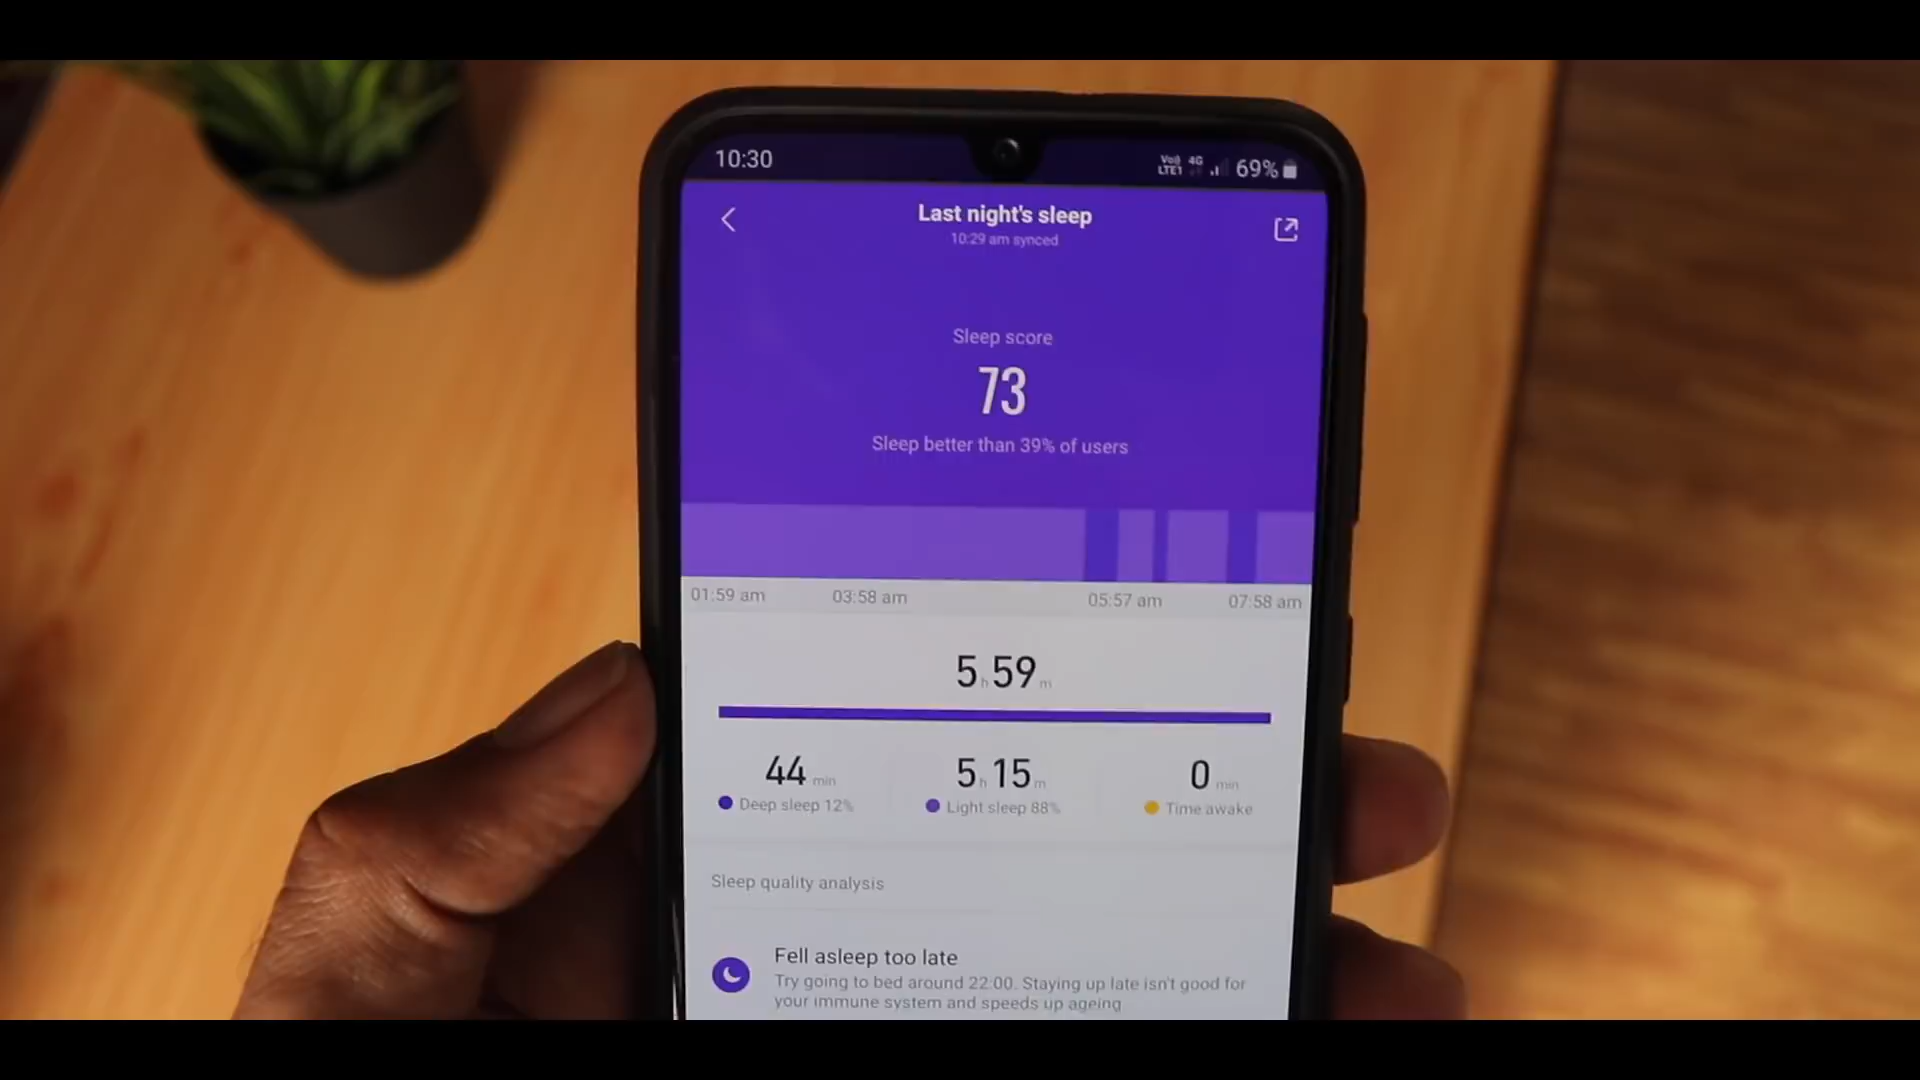 10:30
Vo)) 4G
LTE1
69%
Last night's sleep
10:29 am synced
Sleep score
73
Sleep better than 39% of users
01:59 am 03:58 am 05:57 am 07:58 am
5 h 59 m
44 min 5 h 15 m 0 min
Deep sleep 12% Light sleep 88% Time awake
Sleep quality analysis
Fell asleep too late
Try going to bed around 22:00. Staying up late isn't good for
your immune system and speeds up ageing